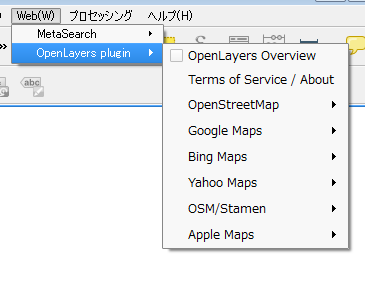 Web(W) プロセッシング ヘルプ(H)
MetaSearch
OpenLayers plugin
OpenLayers Overview
Terms of Service / About
OpenStreetMap
Google Maps
Bing Maps
Yahoo Maps
OSM/Stamen
Apple Maps
abc